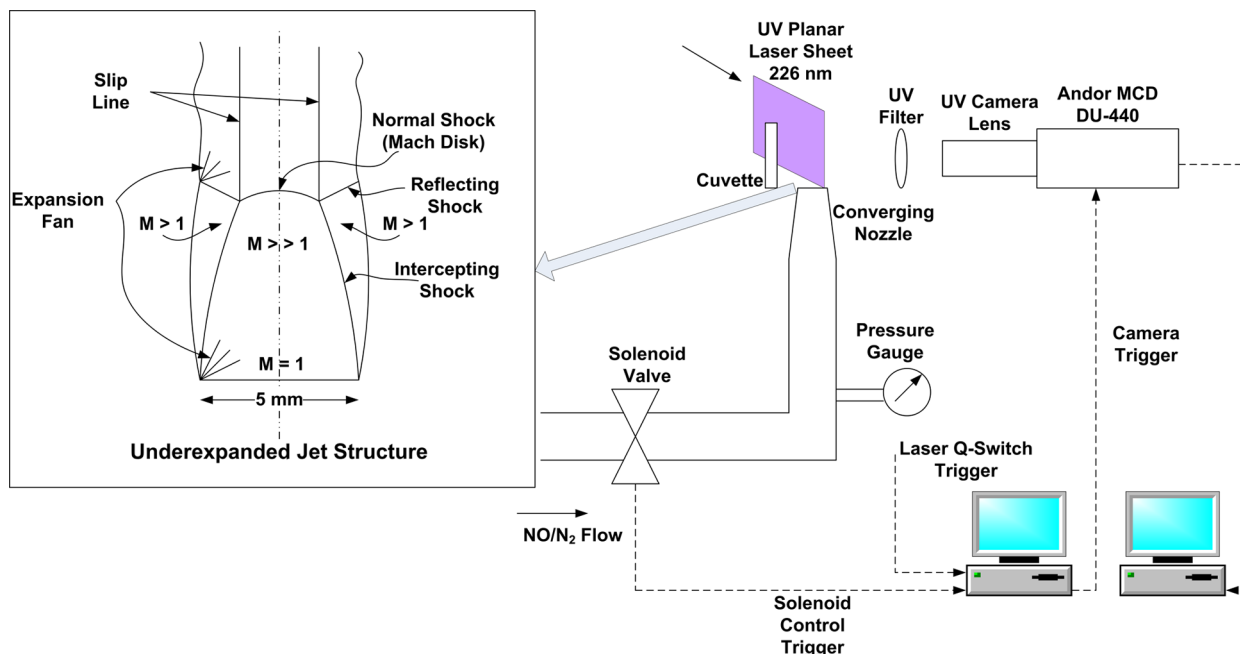 Slip
Line
Normal Shock
(Mach Disk)
Expansion
Fan
Reflecting
Shock
M > 1
M > 1
M > > 1
Intercepting
Shock
M = 1
5 mm
Underexpanded Jet Structure
UV Planar
Laser Sheet
226 nm
UV
Filter
UV Camera
Lens
Andor MCD
DU-440
Cuvette
Converging
Nozzle
Pressure
Gauge
Camera
Trigger
Solenoid
Valve
Laser Q-Switch
Trigger
NO/N₂ Flow
Solenoid
Control
Trigger